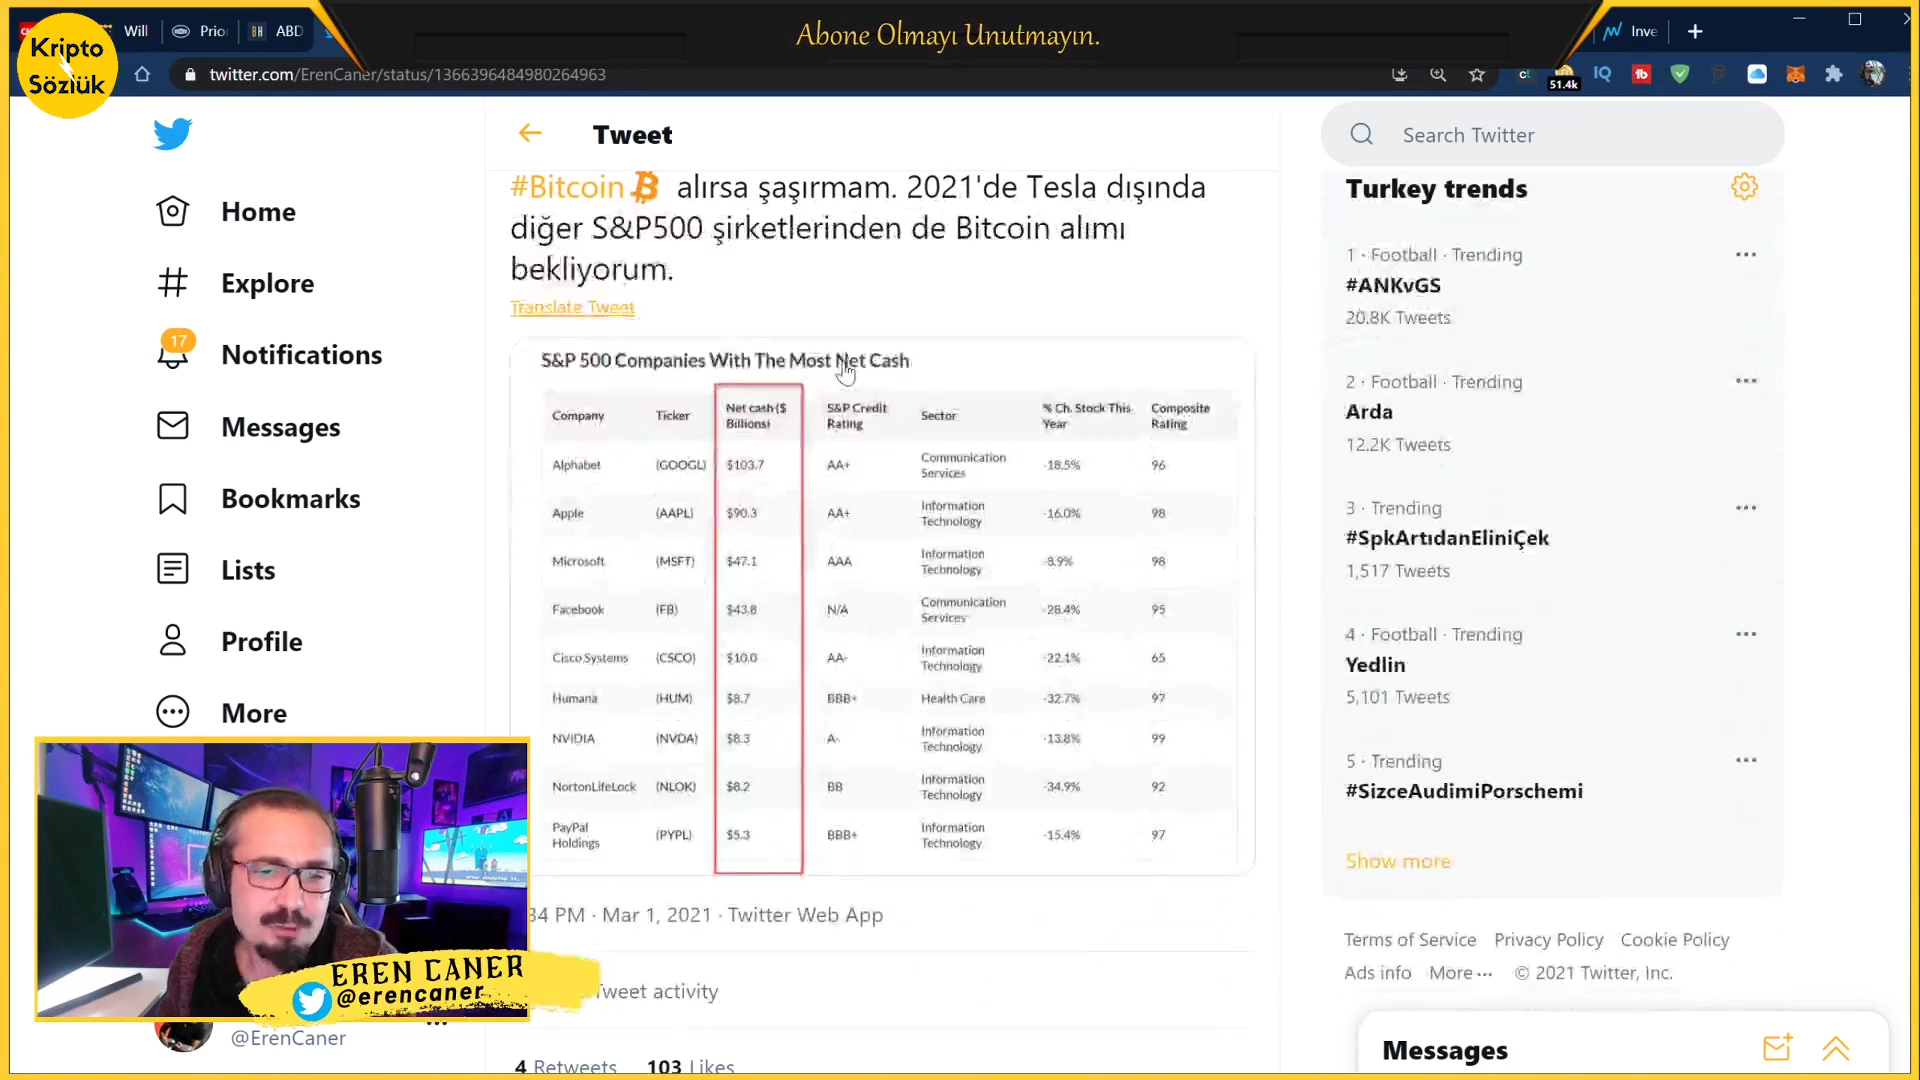 Abone Olmayı Unutmayın.
Kripto
Sözlük
Will
Prior
BH ABD
Inve
twitter.com/ErenCaner/status/1366396484980264963
51.4k
Home
Explore
17
Notifications
Messages
Bookmarks
Lists
Profile
More
@ErenCaner
Tweet
#Bitcoin alırsa şaşırmam. 2021'de Tesla dışında
diğer S&P500 şirketlerinden de Bitcoin alımı
bekliyorum.
Translate Tweet
S&P 500 Companies With The Most Net Cash
Company Ticker Net cash ($ Billions) S&P Credit Rating Sector % Ch. Stock This Year Composite Rating
Alphabet (GOOGL) $103.7 AA+ Communication Services -18.5% 96
Apple (AAPL) $90.3 AA+ Information Technology -16.0% 98
Microsoft (MSFT) $47.1 AAA Information Technology -8.9% 98
Facebook (FB) $43.8 N/A Communication Services -28.4% 95
Cisco Systems (CSCO) $10.0 AA- Information Technology -22.1% 65
Humana (HUM) $8.7 BBB+ Health Care -32.7% 97
NVIDIA (NVDA) $8.3 A- Information Technology -13.8% 99
NortonLifeLock (NLOK) $8.2 BB Information Technology -34.9% 92
PayPal Holdings (PYPL) $5.3 BBB+ Information Technology -15.4% 97
34 PM · Mar 1, 2021 · Twitter Web App
Tweet activity
4 Retweets 103 Likes
EREN CANER
@erencaner
Search Twitter
Turkey trends
1 · Football · Trending
#ANKvGS
20.8K Tweets
2 · Football · Trending
Arda
12.2K Tweets
3 · Trending
#SpkArtıdanEliniÇek
1,517 Tweets
4 · Football · Trending
Yedlin
5,101 Tweets
5 · Trending
#SizceAudimiPorschemi
Show more
Terms of Service Privacy Policy Cookie Policy
Ads info More ··· © 2021 Twitter, Inc.
Messages